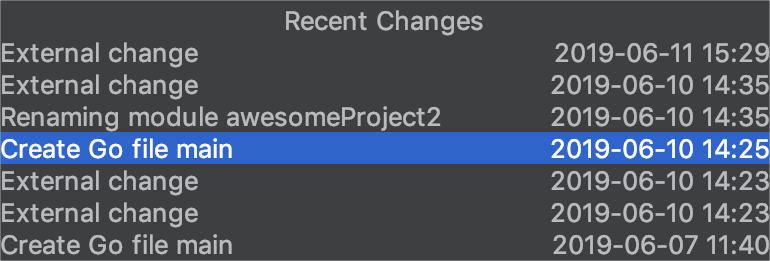 Recent Changes
External change 2019-06-11 15:29
External change 2019-06-10 14:35
Renaming module awesomeProject2 2019-06-10 14:35
Create Go file main 2019-06-10 14:25
External change 2019-06-10 14:23
External change 2019-06-10 14:23
Create Go file main 2019-06-07 11:40